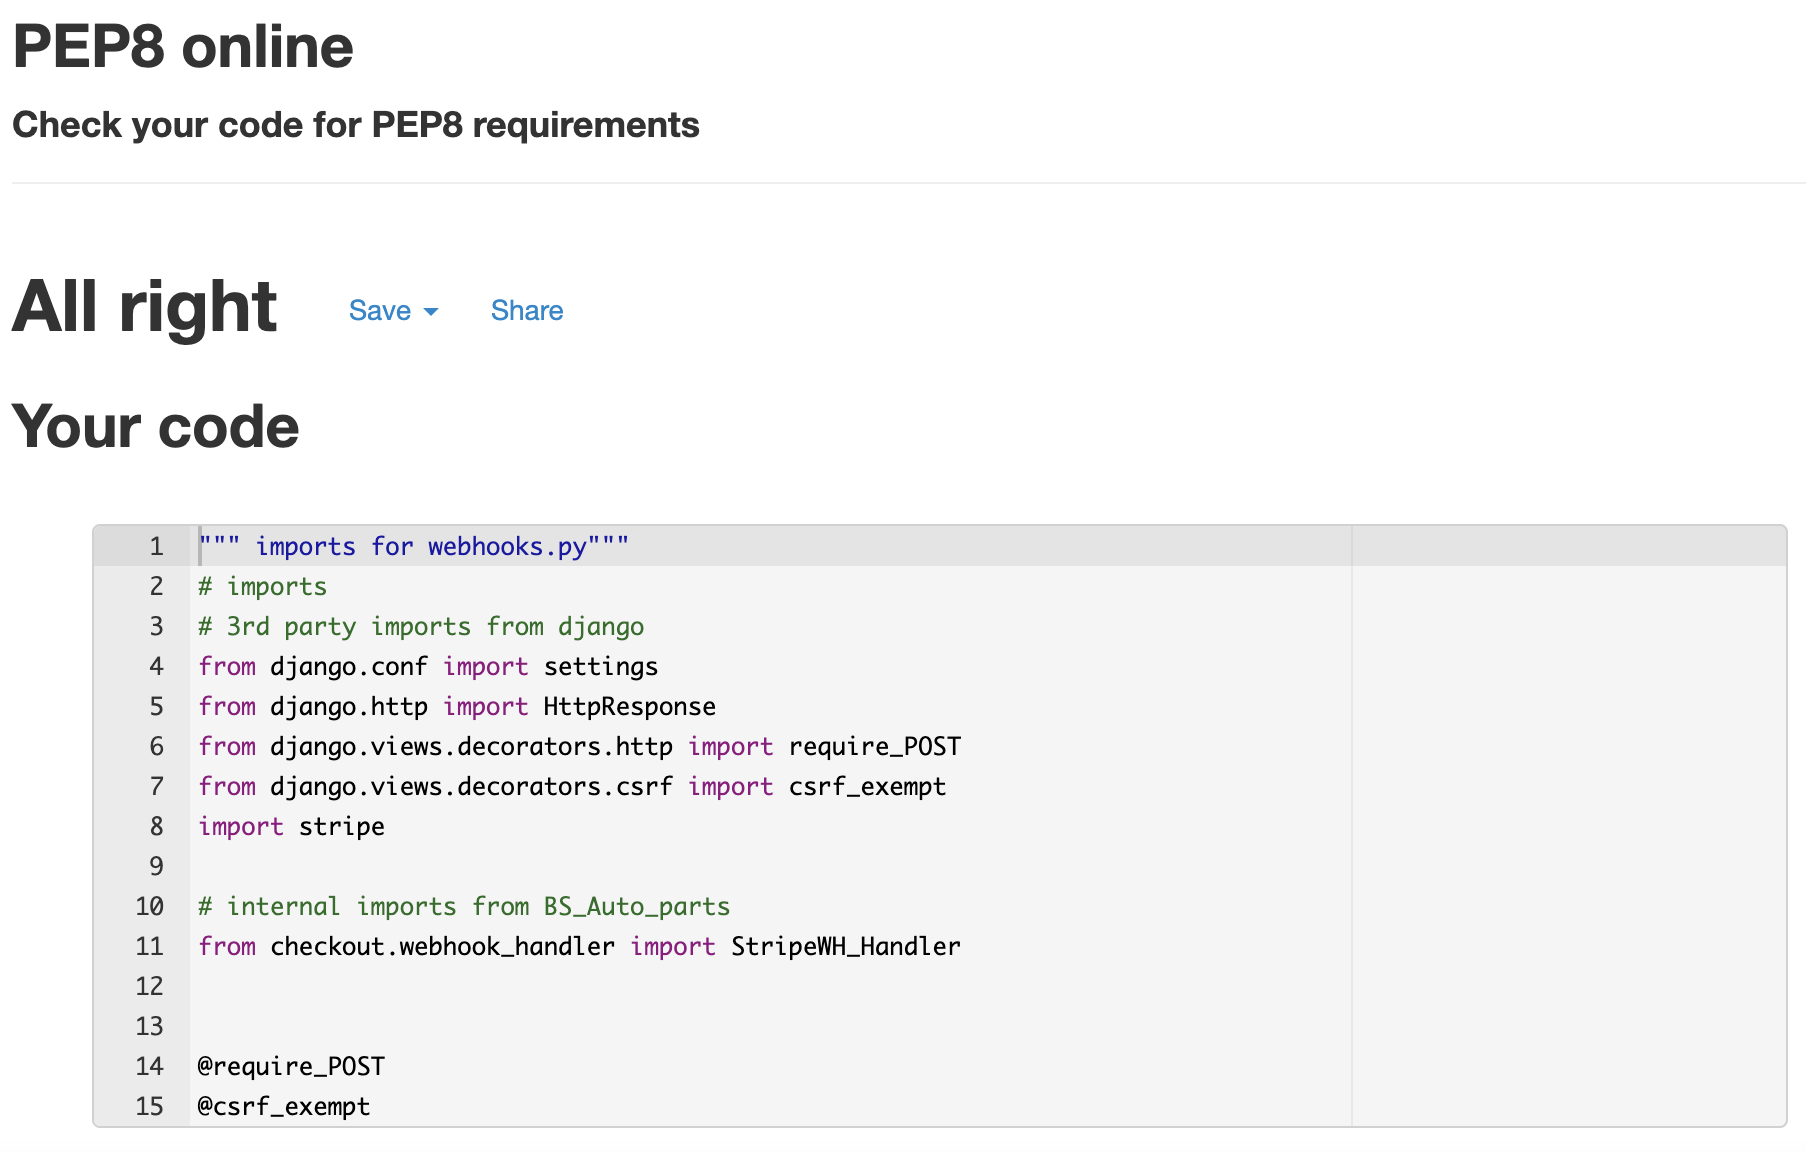 PEP8 online
Check your code for PEP8 requirements
All right Save Share
Your code
1 """ imports for webhooks.py"""
2 # imports
3 # 3rd party imports from django
4 from django.conf import settings
5 from django.http import HttpResponse
6 from django.views.decorators.http import require_POST
7 from django.views.decorators.csrf import csrf_exempt
8 import stripe
9
10 # internal imports from BS_Auto_parts
11 from checkout.webhook_handler import StripeWH_Handler
12
13
14 @require_POST
15 @csrf_exempt